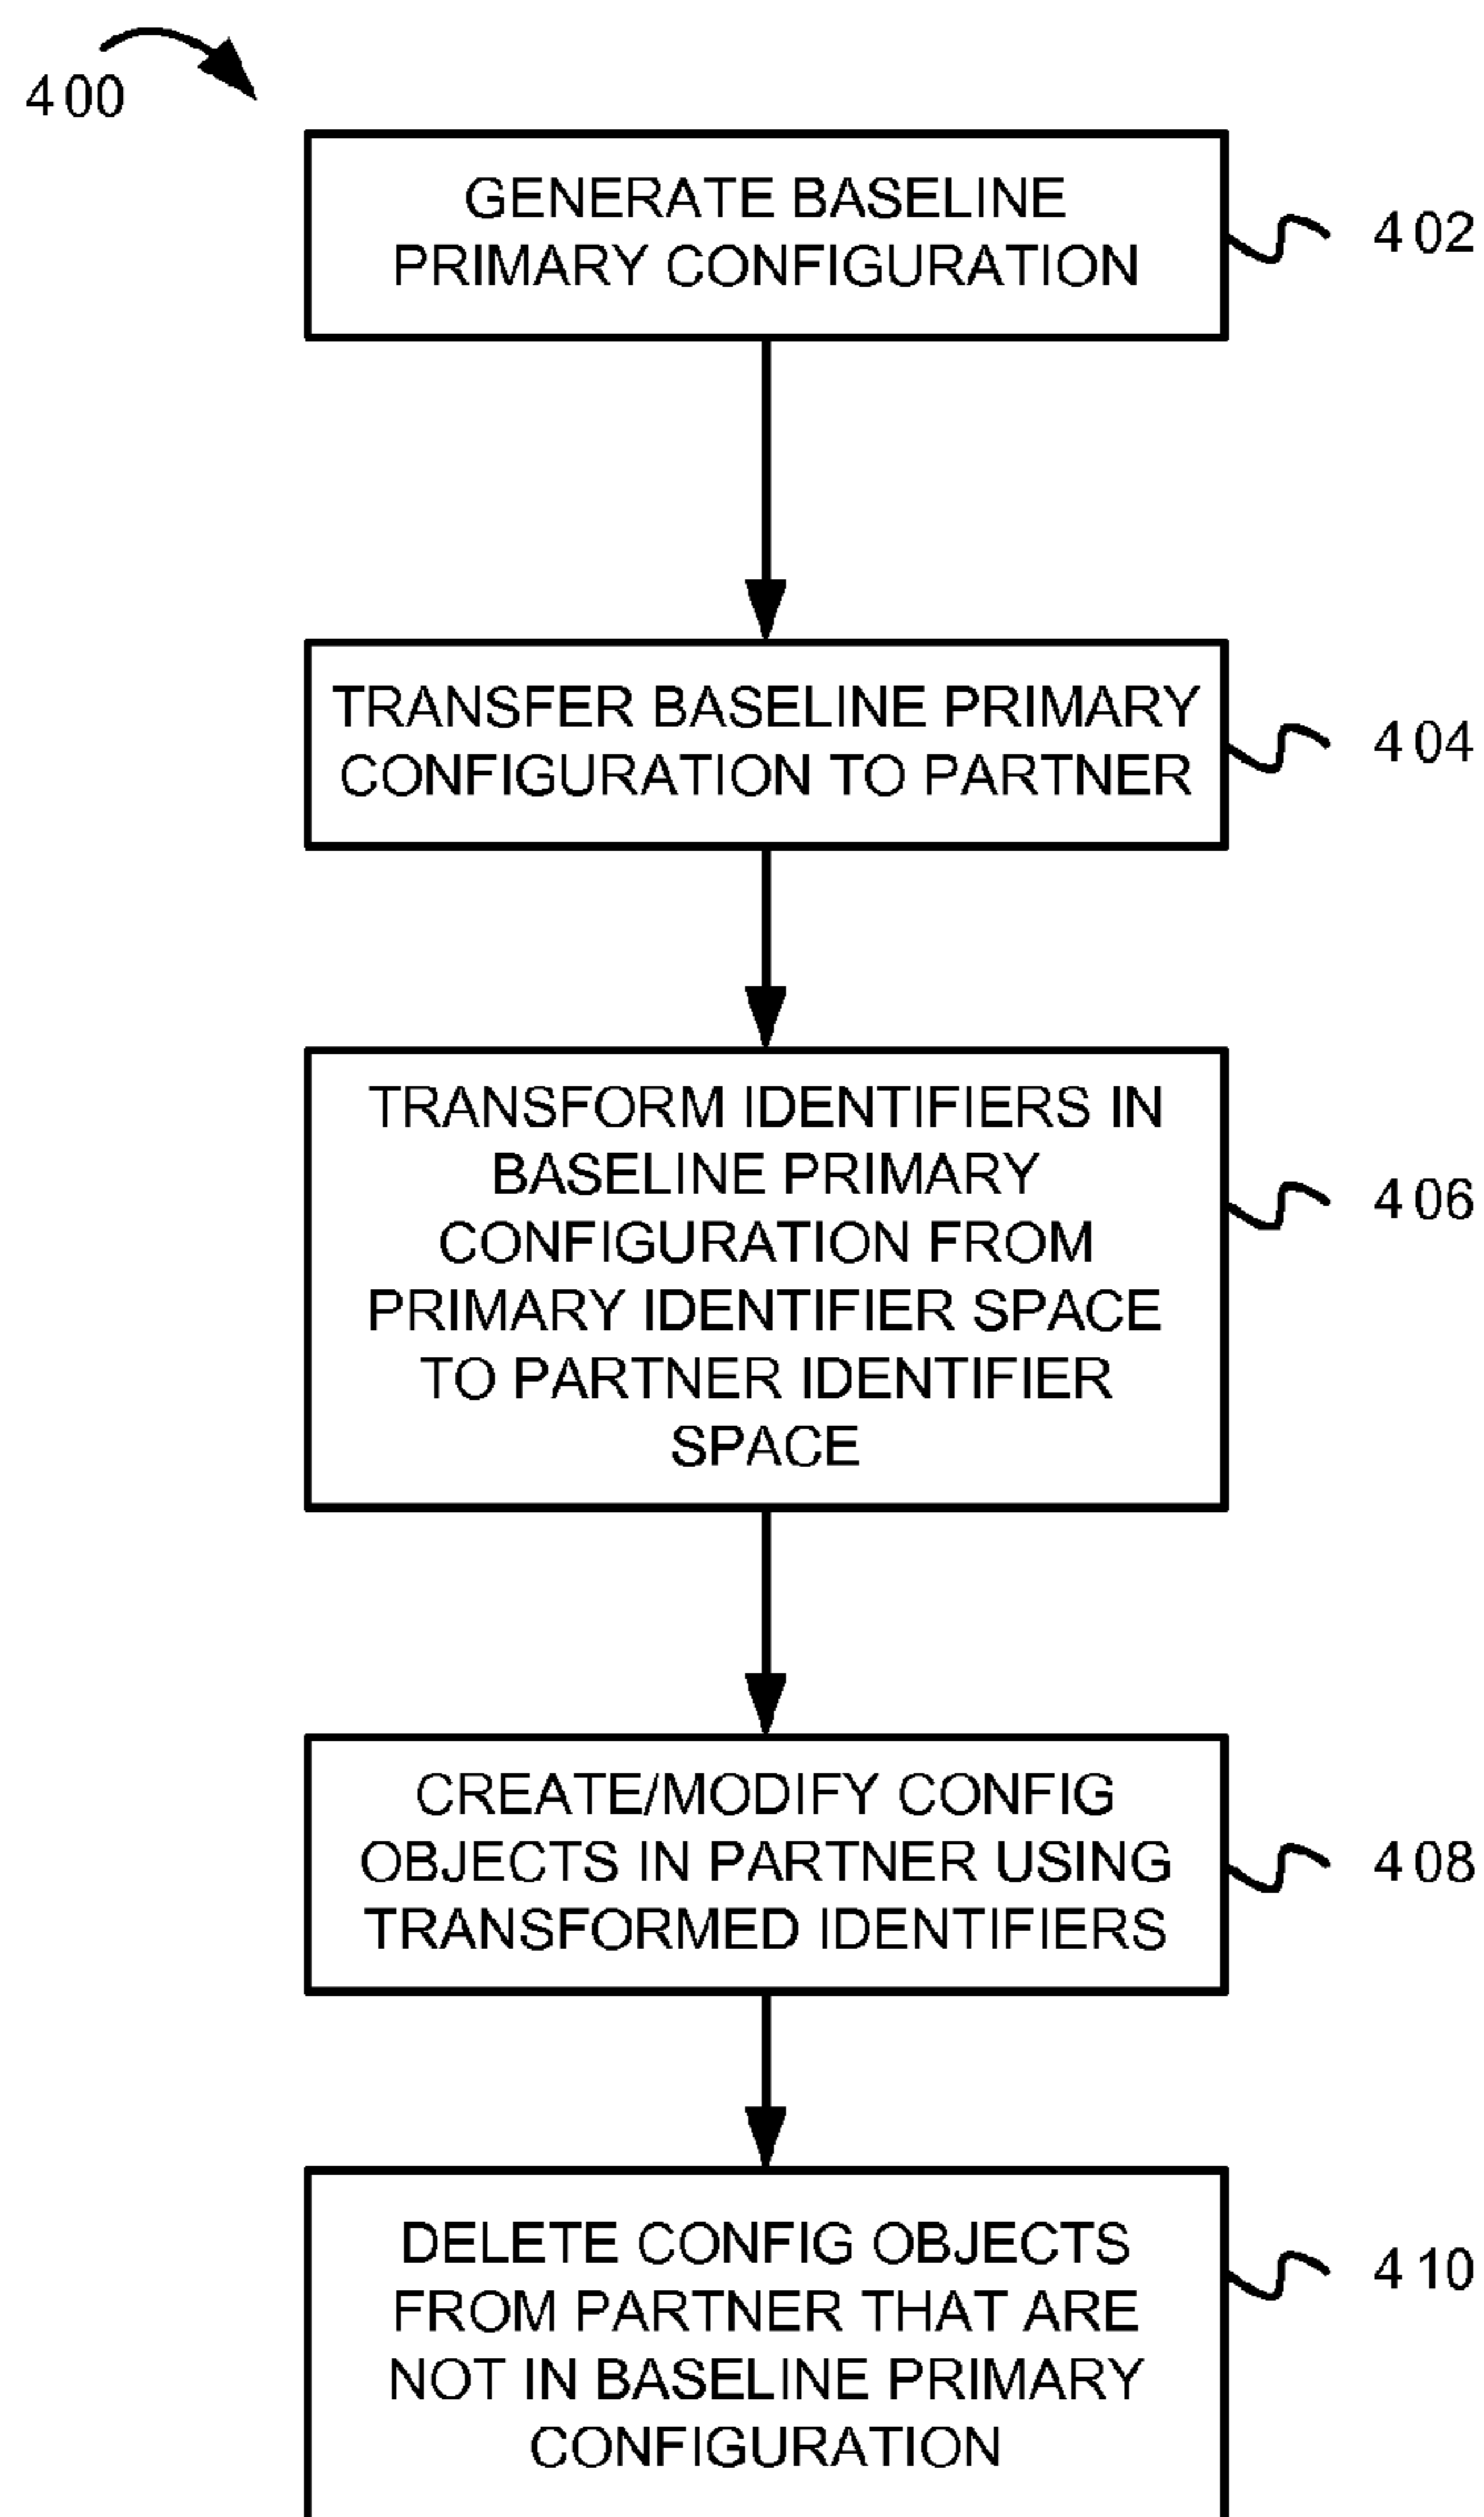 400
GENERATE BASELINE
PRIMARY CONFIGURATION
402
TRANSFER BASELINE PRIMARY
CONFIGURATION TO PARTNER
404
TRANSFORM IDENTIFIERS IN
BASELINE PRIMARY
CONFIGURATION FROM
PRIMARY IDENTIFIER SPACE
TO PARTNER IDENTIFIER
SPACE
406
CREATE/MODIFY CONFIG
OBJECTS IN PARTNER USING
TRANSFORMED IDENTIFIERS
408
DELETE CONFIG OBJECTS
FROM PARTNER THAT ARE
NOT IN BASELINE PRIMARY
CONFIGURATION
410